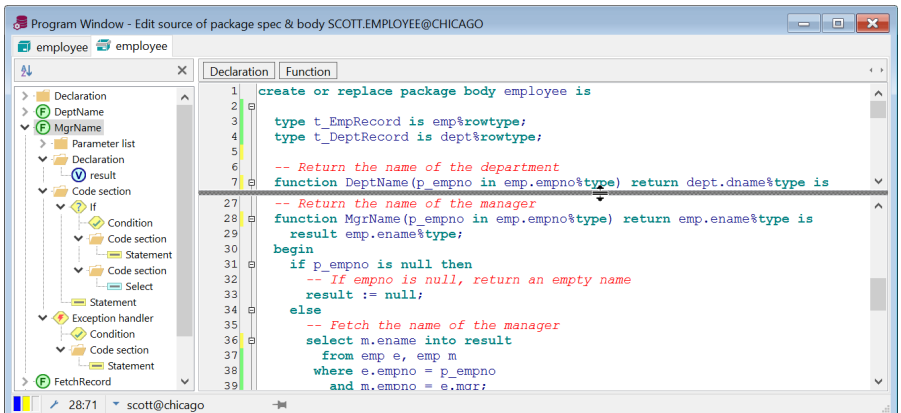 Program Window - Edit source of package spec & body SCOTT.EMPLOYEE@CHICAGO
employee employee
Declaration Function
Declaration
DeptName
MgrName
Parameter list
Declaration
result
Code section
If
Condition
Code section
Statement
Code section
Select
Statement
Exception handler
Condition
Code section
Statement
FetchRecord
1 create or replace package body employee is
2
3 type t_EmpRecord is emp%rowtype;
4 type t_DeptRecord is dept%rowtype;
5
6 -- Return the name of the department
7 function DeptName(p_empno in emp.empno%type) return dept.dname%type is
27 -- Return the name of the manager
28 function MgrName(p_empno in emp.empno%type) return emp.ename%type is
29 result emp.ename%type;
30 begin
31 if p_empno is null then
32 -- If empno is null, return an empty name
33 result := null;
34 else
35 -- Fetch the name of the manager
36 select m.ename into result
37 from emp e, emp m
38 where e.empno = p_empno
39 and m.empno = e.mgr;
28:71 scott@chicago